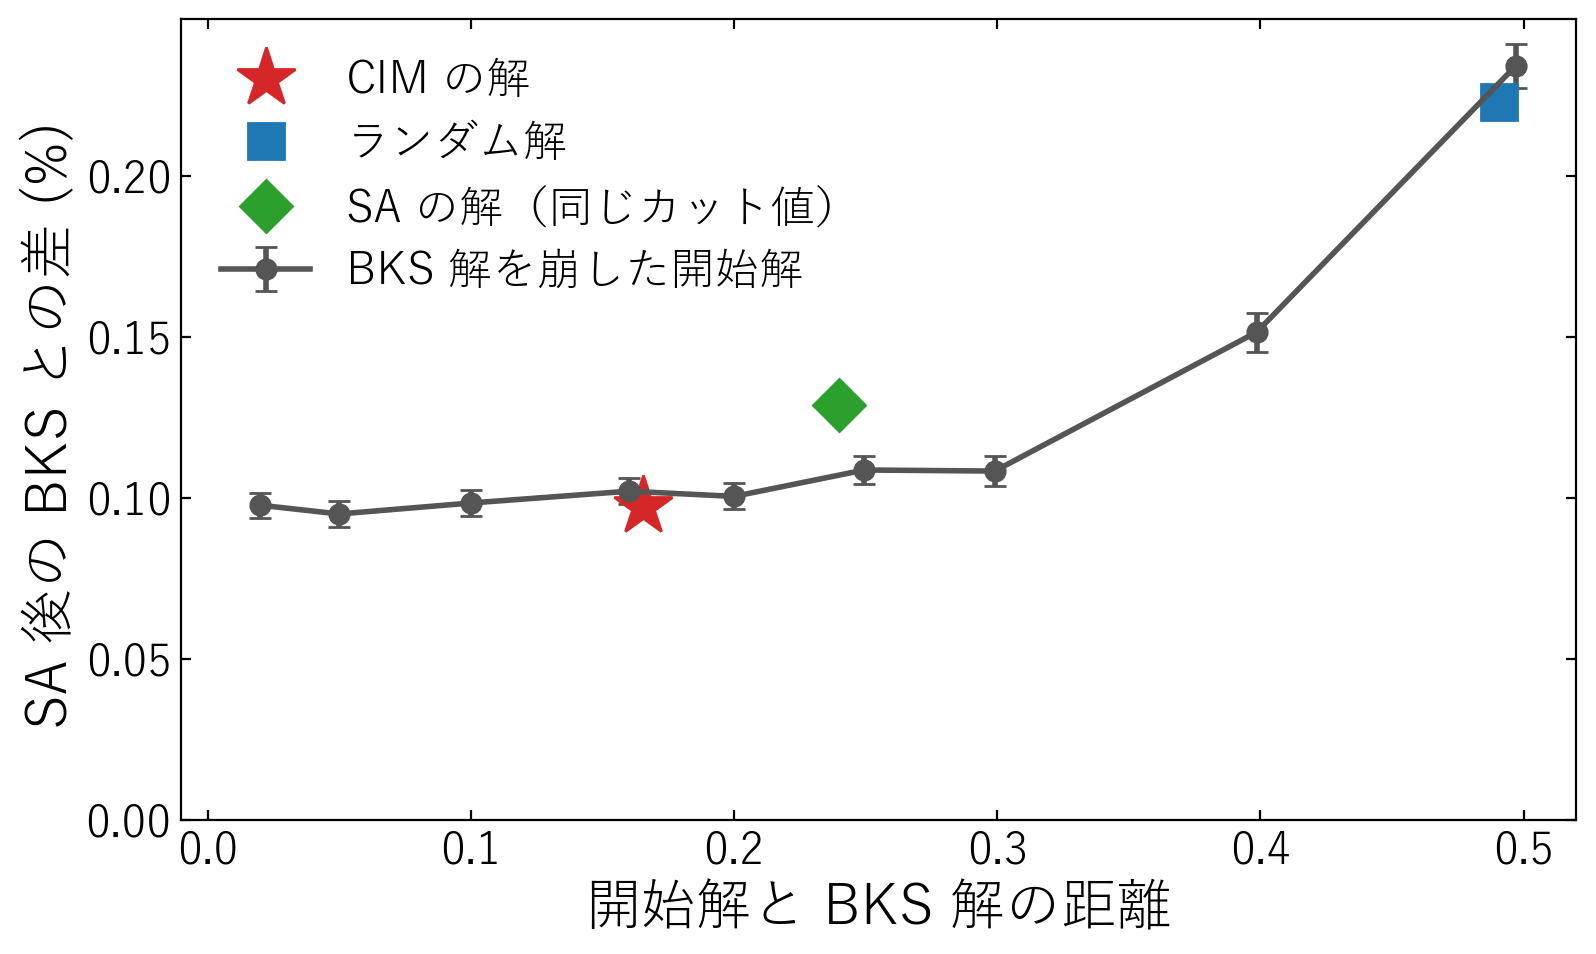 CIM の解
ランダム解
SA の解（同じカット値）
BKS 解を崩した開始解
SA 後の BKS との差 (%)
0.20
0.15
0.10
0.05
0.00
0.0 0.1 0.2 0.3 0.4 0.5
開始解と BKS 解の距離